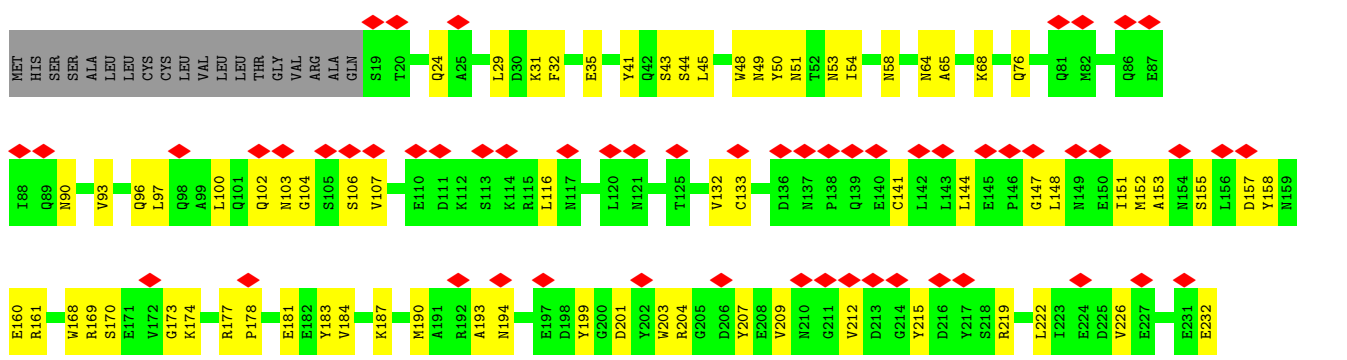 MET HIS SER SER ALA LEU LEU CYS CYS LEU VAL LEU LEU THR GLY VAL ARG ALA GLN S19 T20 Q24 A25 L29 D30 K31 F32 E35 Y41 Q42 S43 S44 L45 W48 N49 Y50 N51 T52 N53 I54 N58 N64 A65 K68 Q76 Q81 M82 Q86 E87
I88 Q89 N90 V93 Q96 L97 Q98 A99 L100 Q101 Q102 N103 G104 S105 S106 V107 E110 D111 K112 S113 K114 R115 L116 N117 L120 N121 T125 V132 C133 D136 N137 P138 Q139 E140 C141 L142 L143 L144 E145 P146 G147 L148 N149 E150 I151 M152 A153 N154 S155 L156 D157 Y158 N159
E160 R161 W168 R169 S170 E171 V172 G173 K174 R177 P178 E181 E182 Y183 V184 K187 M190 A191 R192 A193 N194 E197 D198 Y199 G200 D201 Y202 W203 R204 G205 D206 Y207 E208 V209 N210 G211 V212 D213 G214 Y215 D216 Y217 S218 R219 L222 I223 E224 D225 V226 E227 E231 E232